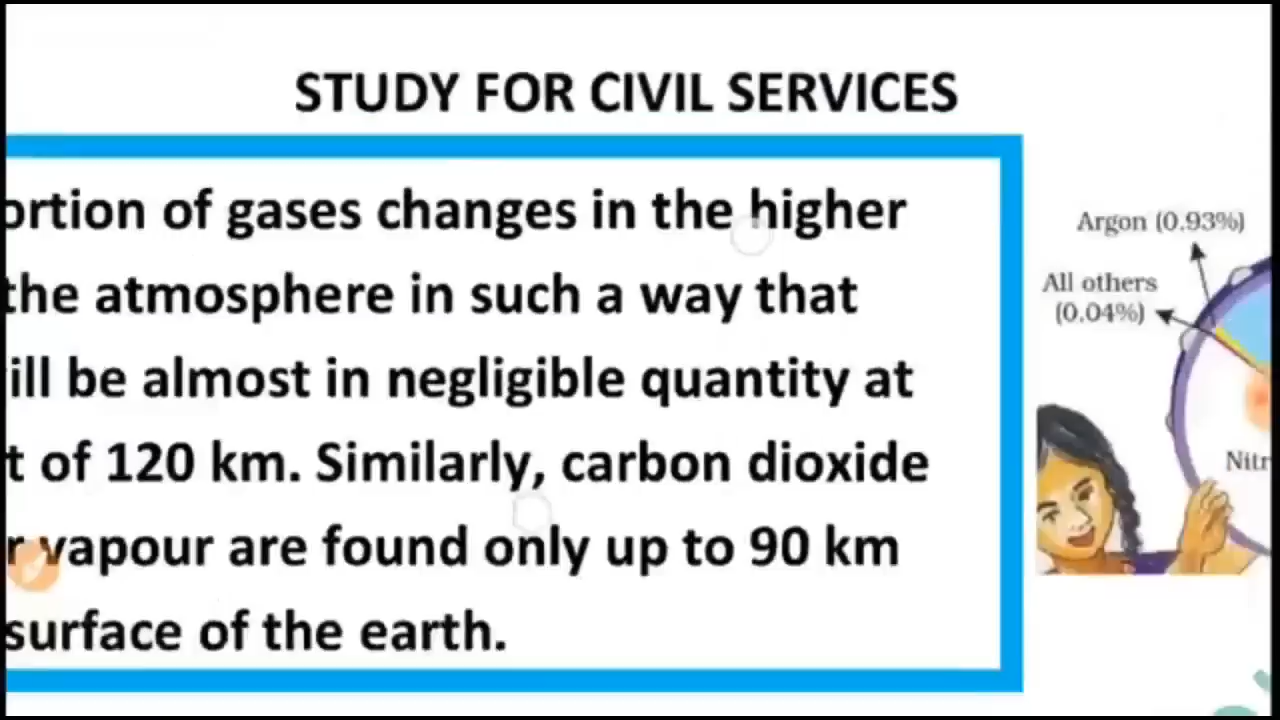 STUDY FOR CIVIL SERVICES
ortion of gases changes in the higher
the atmosphere in such a way that
ill be almost in negligible quantity at
t of 120 km. Similarly, carbon dioxide
r vapour are found only up to 90 km
surface of the earth.
Argon (0.93%)
All others
(0.04%)
Nitr